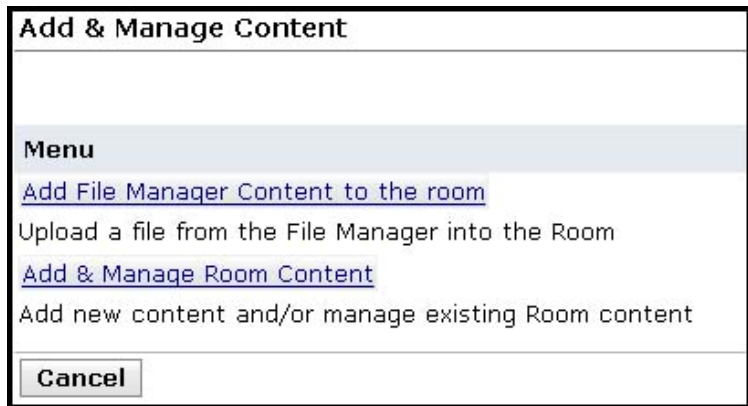 Add & Manage Content
Menu
Add File Manager Content to the room
Upload a file from the File Manager into the Room
Add & Manage Room Content
Add new content and/or manage existing Room content
Cancel